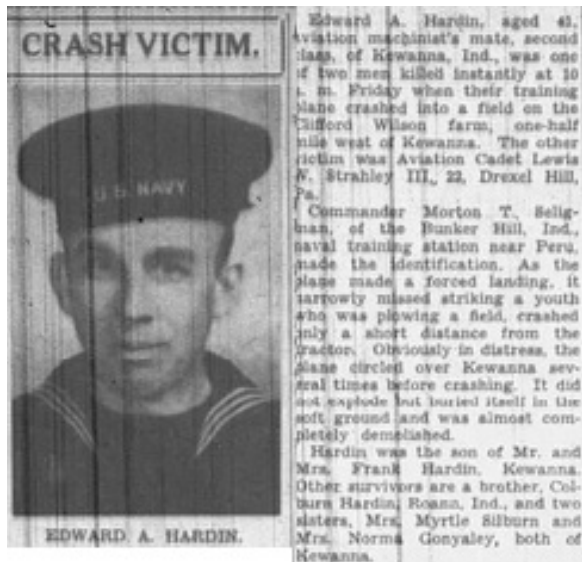 CRASH VICTIM.
U.S. NAVY
EDWARD A. HARDIN.
Edward A. Hardin, aged 41,
aviation machinist's mate, second
class, of Kewanna, Ind., was one
of two men killed instantly at 10
a. m. Friday when their training
plane crashed into a field on the
Clifford Wilson farm, one-half
mile west of Kewanna. The other
victim was Aviation Cadet Lewis
W. Strahley III., 22, Drexel Hill,
Pa.
Commander Morton T. Selig-
man, of the Bunker Hill, Ind.,
naval training station near Peru,
made the identification. As the
plane made a forced landing, it
narrowly missed striking a youth
who was plowing a field, crashed
only a short distance from the
tractor. Obviously in distress, the
plane circled over Kewanna sev-
eral times before crashing. It did
not explode but buried itself in the
soft ground and was almost com-
pletely demolished.
Hardin was the son of Mr. and
Mrs. Frank Hardin, Kewanna.
Other survivors are a brother, Col-
burn Hardin, Roann, Ind., and two
sisters, Mrs. Myrtle Silburn and
Mrs. Norma Gonyaley, both of
Kewanna.